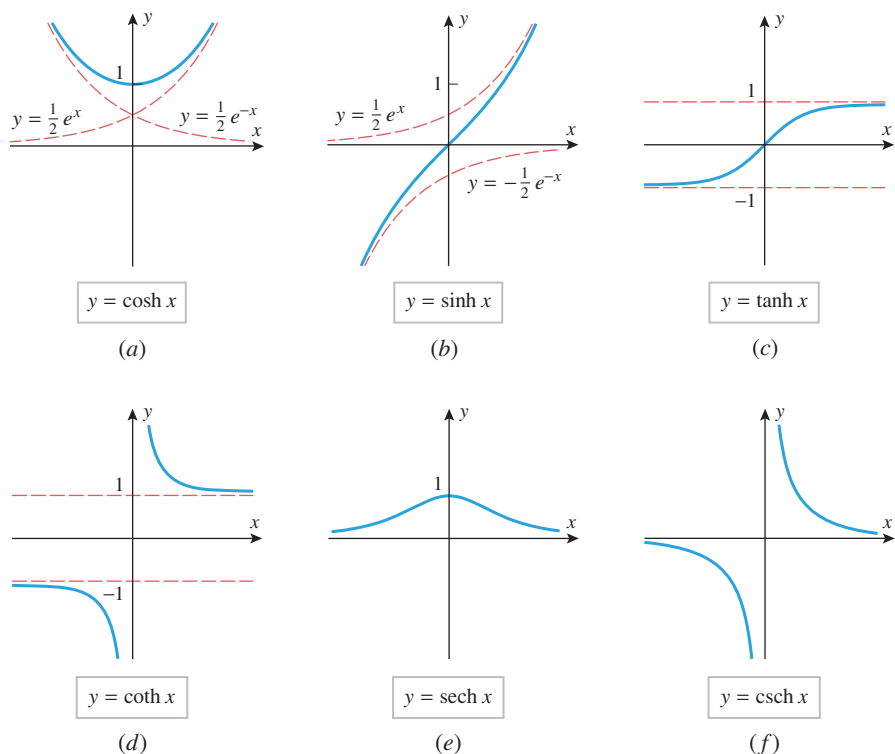 y
1
y = 1/2 e^x
y = 1/2 e^{-x}
x
y = cosh x
(a)
y
1
y = 1/2 e^x
x
y = -1/2 e^{-x}
y = sinh x
(b)
y
1
x
−1
y = tanh x
(c)
y
1
x
−1
y = coth x
(d)
y
1
x
y = sech x
(e)
y
x
y = csch x
(f)